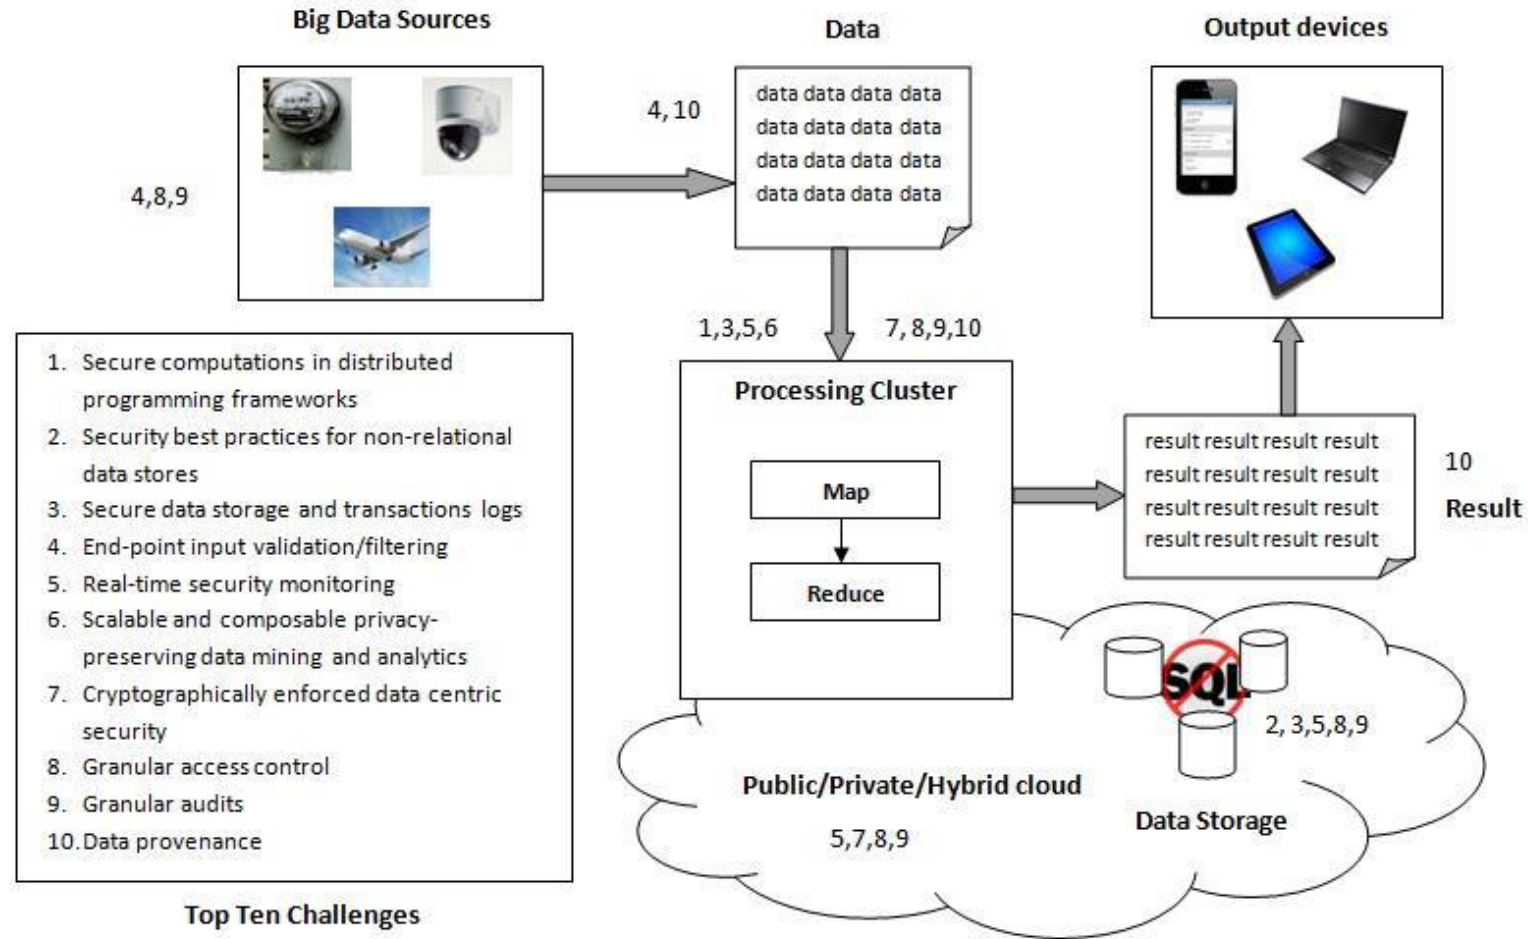 Big Data Sources
Data
Output devices
4,8,9
4, 10
data data data data
data data data data
data data data data
data data data data
1,3,5,6
7, 8,9,10
Processing Cluster
Map
Reduce
result result result result
result result result result
result result result result
result result result result
10
Result
SQL
2, 3,5,8,9
Data Storage
Public/Private/Hybrid cloud
5,7,8,9
1. Secure computations in distributed
programming frameworks
2. Security best practices for non-relational
data stores
3. Secure data storage and transactions logs
4. End-point input validation/filtering
5. Real-time security monitoring
6. Scalable and composable privacy-
preserving data mining and analytics
7. Cryptographically enforced data centric
security
8. Granular access control
9. Granular audits
10. Data provenance
Top Ten Challenges